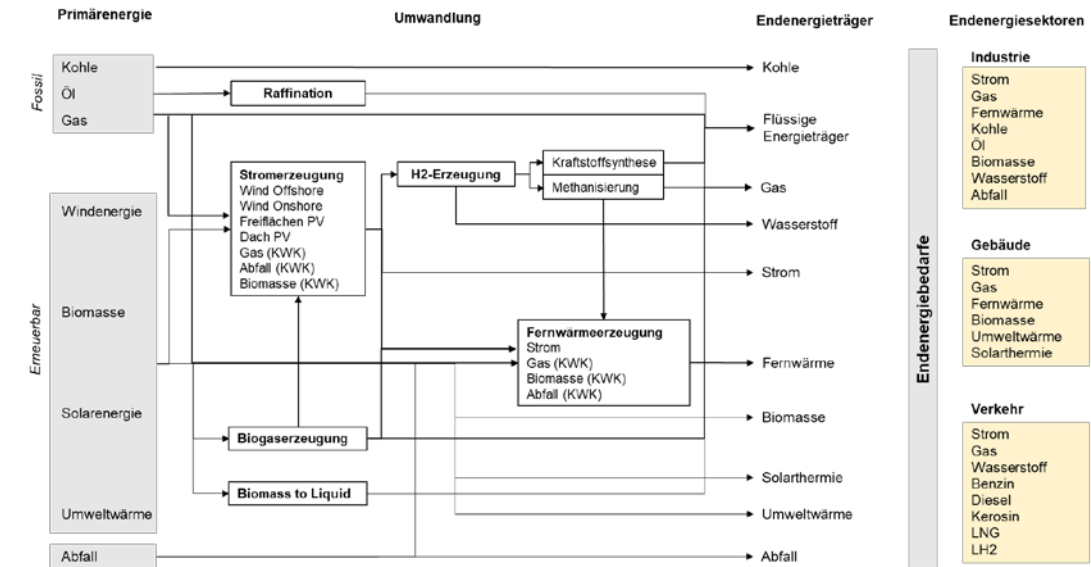 Primärenergie
Umwandlung
Endenergieträger
Endenergiesektoren
Fossil
Kohle
Öl
Gas
Erneuerbar
Windenergie
Biomasse
Solarenergie
Umweltwärme
Abfall
Raffination
Stromerzeugung
Wind Offshore
Wind Onshore
Freiflächen PV
Dach PV
Gas (KWK)
Abfall (KWK)
Biomasse (KWK)
H2-Erzeugung
Kraftstoffsynthese
Methanisierung
Fernwärmeerzeugung
Strom
Gas (KWK)
Biomasse (KWK)
Abfall (KWK)
Biogaserzeugung
Biomass to Liquid
Kohle
Flüssige
Energieträger
Gas
Wasserstoff
Strom
Fernwärme
Biomasse
Solarthermie
Umweltwärme
Abfall
Endenergiebedarfe
Industrie
Strom
Gas
Fernwärme
Kohle
Öl
Biomasse
Wasserstoff
Abfall
Gebäude
Strom
Gas
Fernwärme
Biomasse
Umweltwärme
Solarthermie
Verkehr
Strom
Gas
Wasserstoff
Benzin
Diesel
Kerosin
LNG
LH2